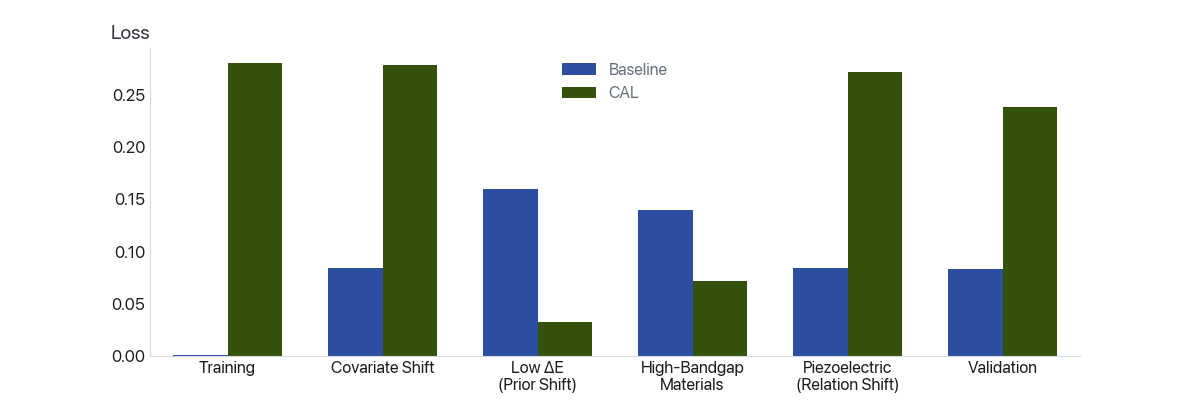 Loss
Baseline
CAL
0.25
0.20
0.15
0.10
0.05
0.00
Training
Covariate Shift
Low ΔE
(Prior Shift)
High-Bandgap
Materials
Piezoelectric
(Relation Shift)
Validation